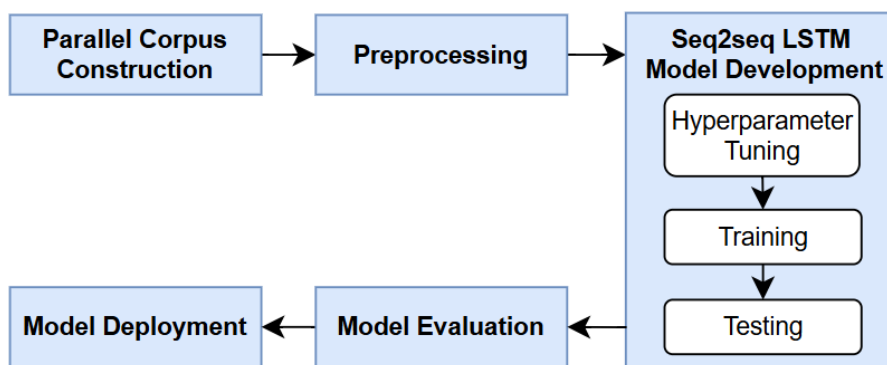 Parallel Corpus
Construction
Preprocessing
Seq2seq LSTM
Model Development
Hyperparameter
Tuning
Training
Testing
Model Evaluation
Model Deployment